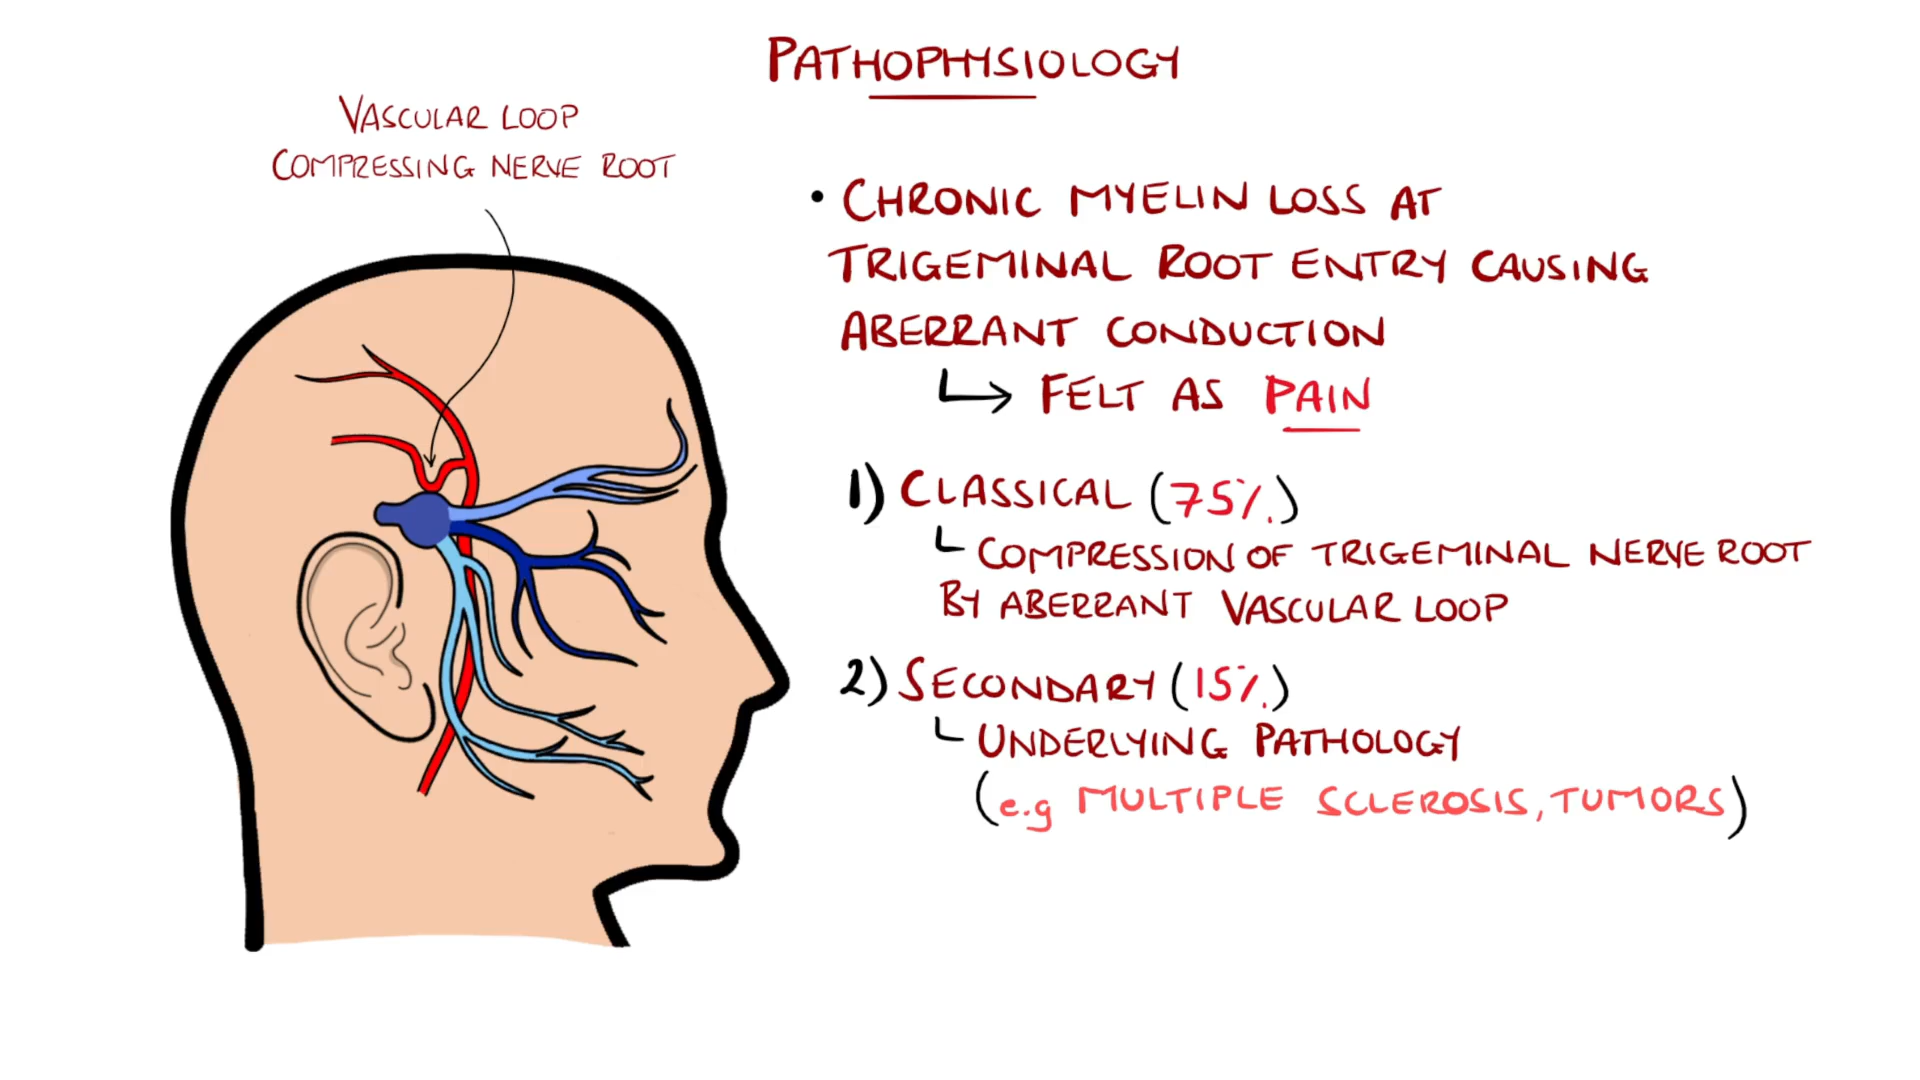 PATHOPHYSIOLOGY
VASCULAR LOOP
COMPRESSING NERVE ROOT
• CHRONIC MYELIN LOSS AT
TRIGEMINAL ROOT ENTRY CAUSING
ABERRANT CONDUCTION
↳ FELT AS PAIN
1) CLASSICAL (75%)
COMPRESSION OF TRIGEMINAL NERVE ROOT
BY ABERRANT VASCULAR LOOP
2) SECONDARY (15%)
UNDERLYING PATHOLOGY
(e.g MULTIPLE SCLEROSIS, TUMORS)